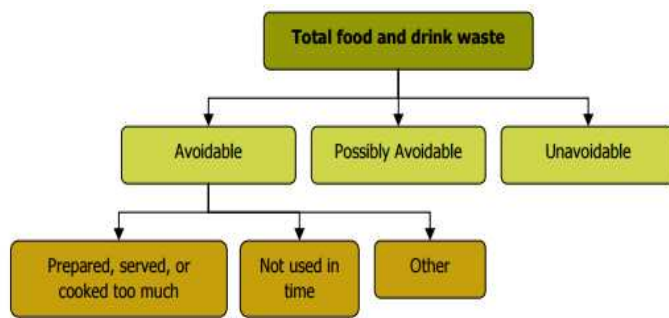 Total food and drink waste
Avoidable
Possibly Avoidable
Unavoidable
Prepared, served, or
cooked too much
Not used in
time
Other